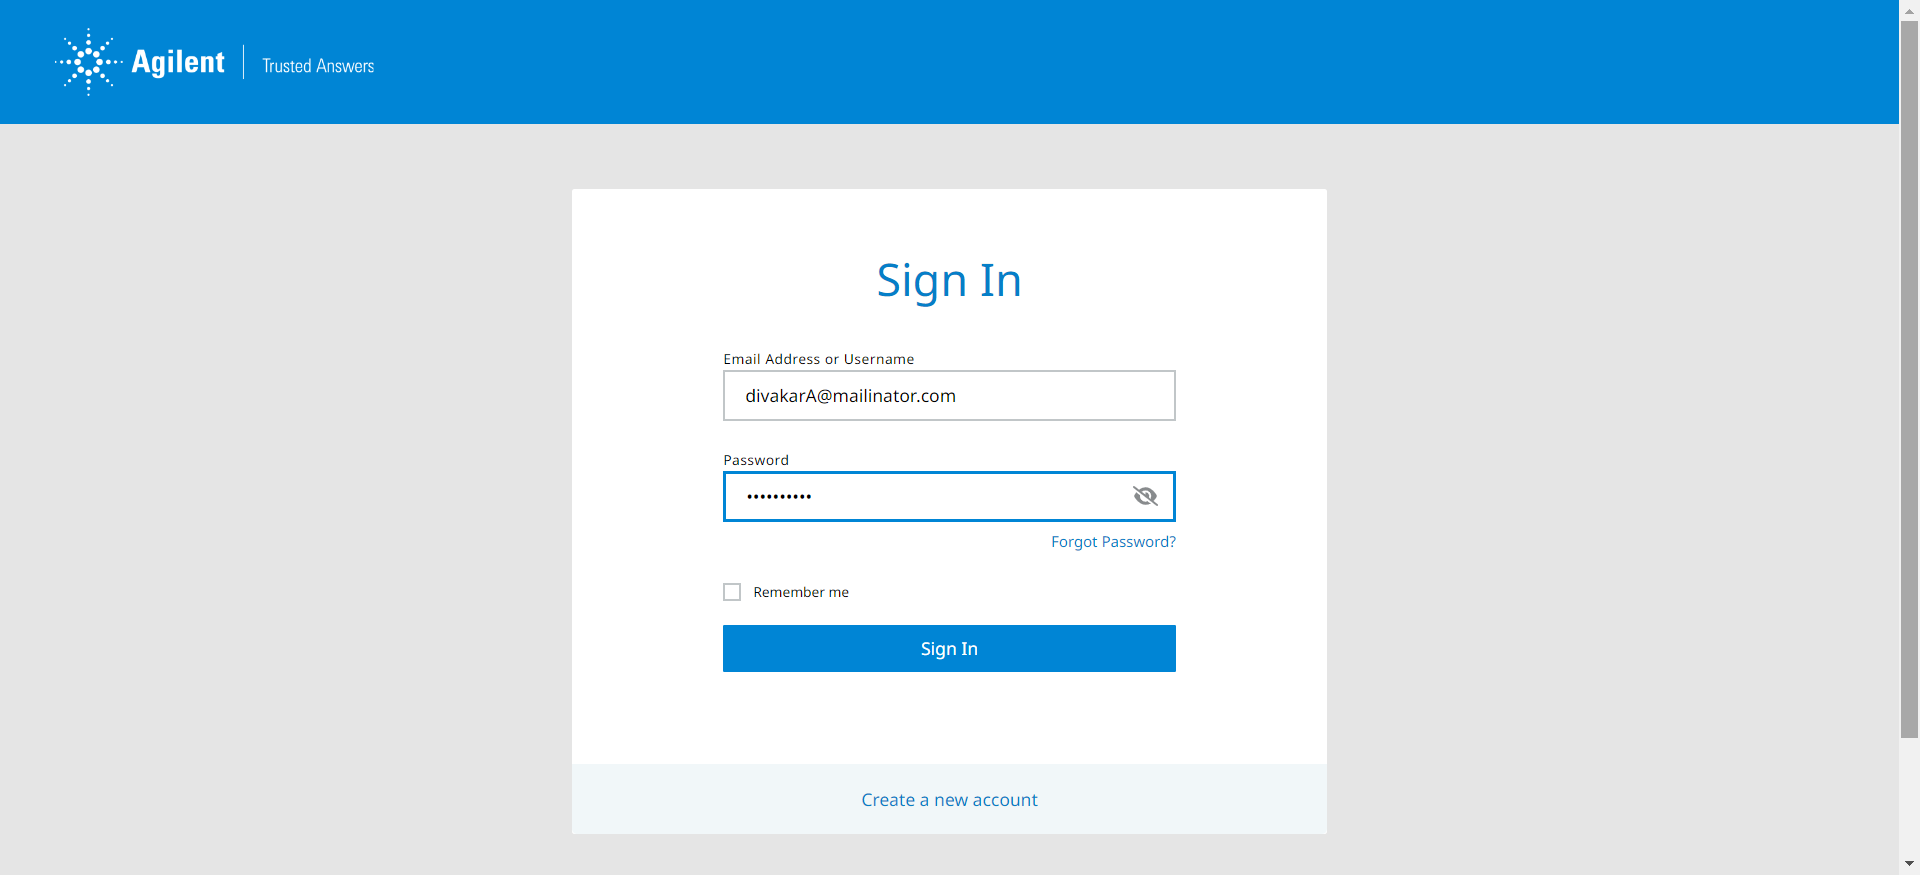 Agilent
Trusted Answers
Sign In
Email Address or Username
divakarA@mailinator.com
Password
••••••••••
Forgot Password?
Remember me
Sign In
Create a new account